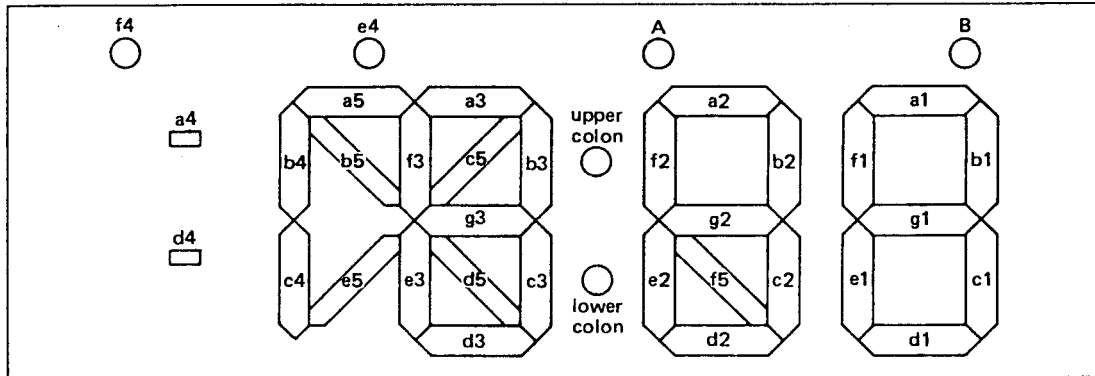 f4 e4 A B
a5 a3 a2 a1
a4 upper
colon
b4 b5 f3 c5 b3 f2 b2 f1 b1
g3 g2 g1
d4
c4 e5 e3 d5 c3 e2 f5 c2 e1 c1
lower
colon
d3 d2 d1